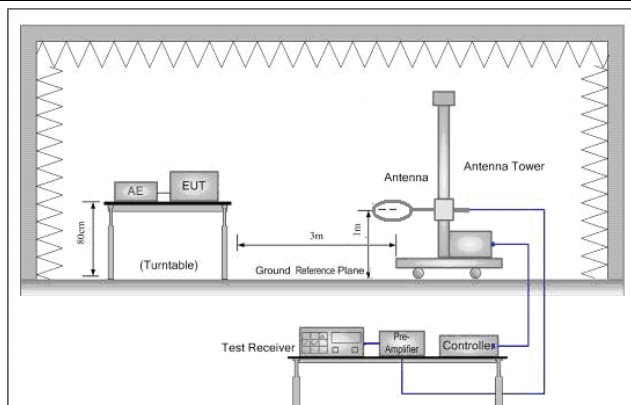 Antenna Tower
Antenna
EUT
AE
80cm
1m
3m
(Turntable)
Ground Reference Plane
Test Receiver
Pre-
Amplifier
Controller